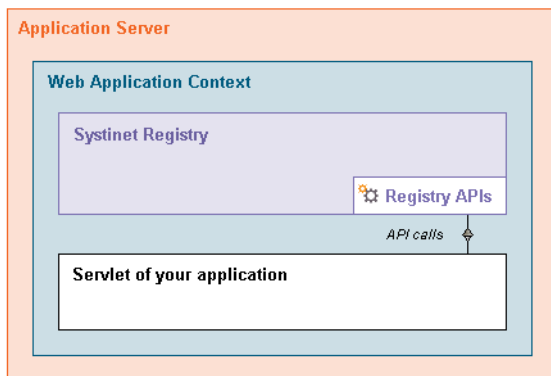 Application Server
Web Application Context
Systinet Registry
Registry APIs
API calls
Servlet of your application